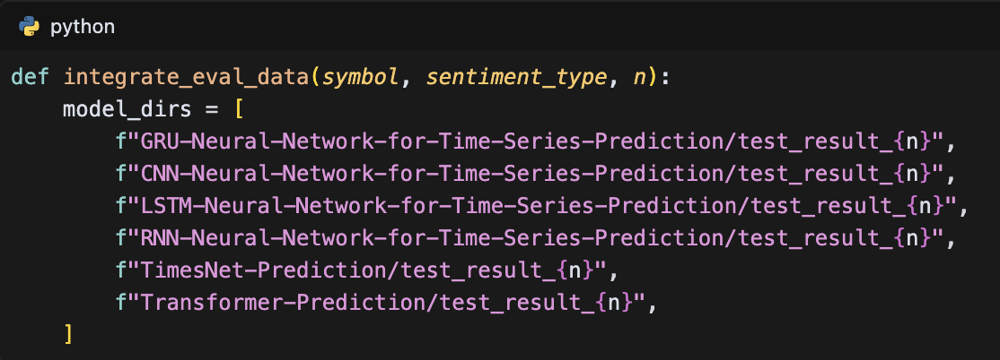 python
def integrate_eval_data(symbol, sentiment_type, n):
    model_dirs = [
        f"GRU-Neural-Network-for-Time-Series-Prediction/test_result_{n}",
        f"CNN-Neural-Network-for-Time-Series-Prediction/test_result_{n}",
        f"LSTM-Neural-Network-for-Time-Series-Prediction/test_result_{n}",
        f"RNN-Neural-Network-for-Time-Series-Prediction/test_result_{n}",
        f"TimesNet-Prediction/test_result_{n}",
        f"Transformer-Prediction/test_result_{n}",
    ]